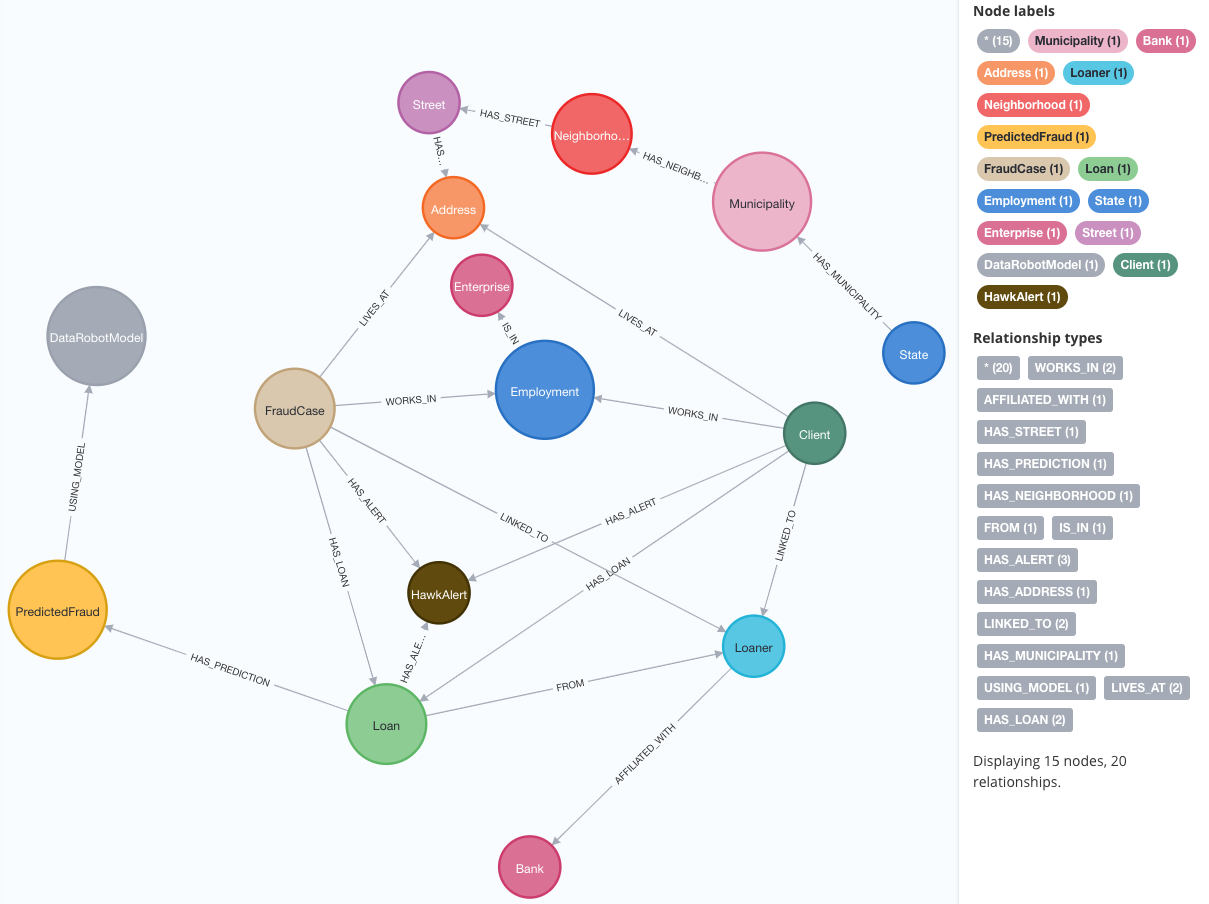 Street
HAS_STREET
Neighborho...
HAS_NEIGHB...
Municipality
HAS...
Address
HAS_MUNICIPALITY
Enterprise
IS_IN
LIVES_AT
LIVES_AT
DataRobotModel
State
FraudCase
WORKS_IN
Employment
WORKS_IN
Client
USING_MODEL
HAS_ALERT
LINKED_TO
HAS_ALERT
LINKED_TO
HAS_LOAN
HAS_LOAN
HawkAlert
PredictedFraud
HAS_PREDICTION
HAS_ALE...
Loaner
FROM
Loan
AFFILIATED_WITH
Bank
Node labels
* (15) Municipality (1) Bank (1)
Address (1) Loaner (1)
Neighborhood (1)
PredictedFraud (1)
FraudCase (1) Loan (1)
Employment (1) State (1)
Enterprise (1) Street (1)
DataRobotModel (1) Client (1)
HawkAlert (1)
Relationship types
* (20) WORKS_IN (2)
AFFILIATED_WITH (1)
HAS_STREET (1)
HAS_PREDICTION (1)
HAS_NEIGHBORHOOD (1)
FROM (1) IS_IN (1)
HAS_ALERT (3)
HAS_ADDRESS (1)
LINKED_TO (2)
HAS_MUNICIPALITY (1)
USING_MODEL (1) LIVES_AT (2)
HAS_LOAN (2)
Displaying 15 nodes, 20
relationships.